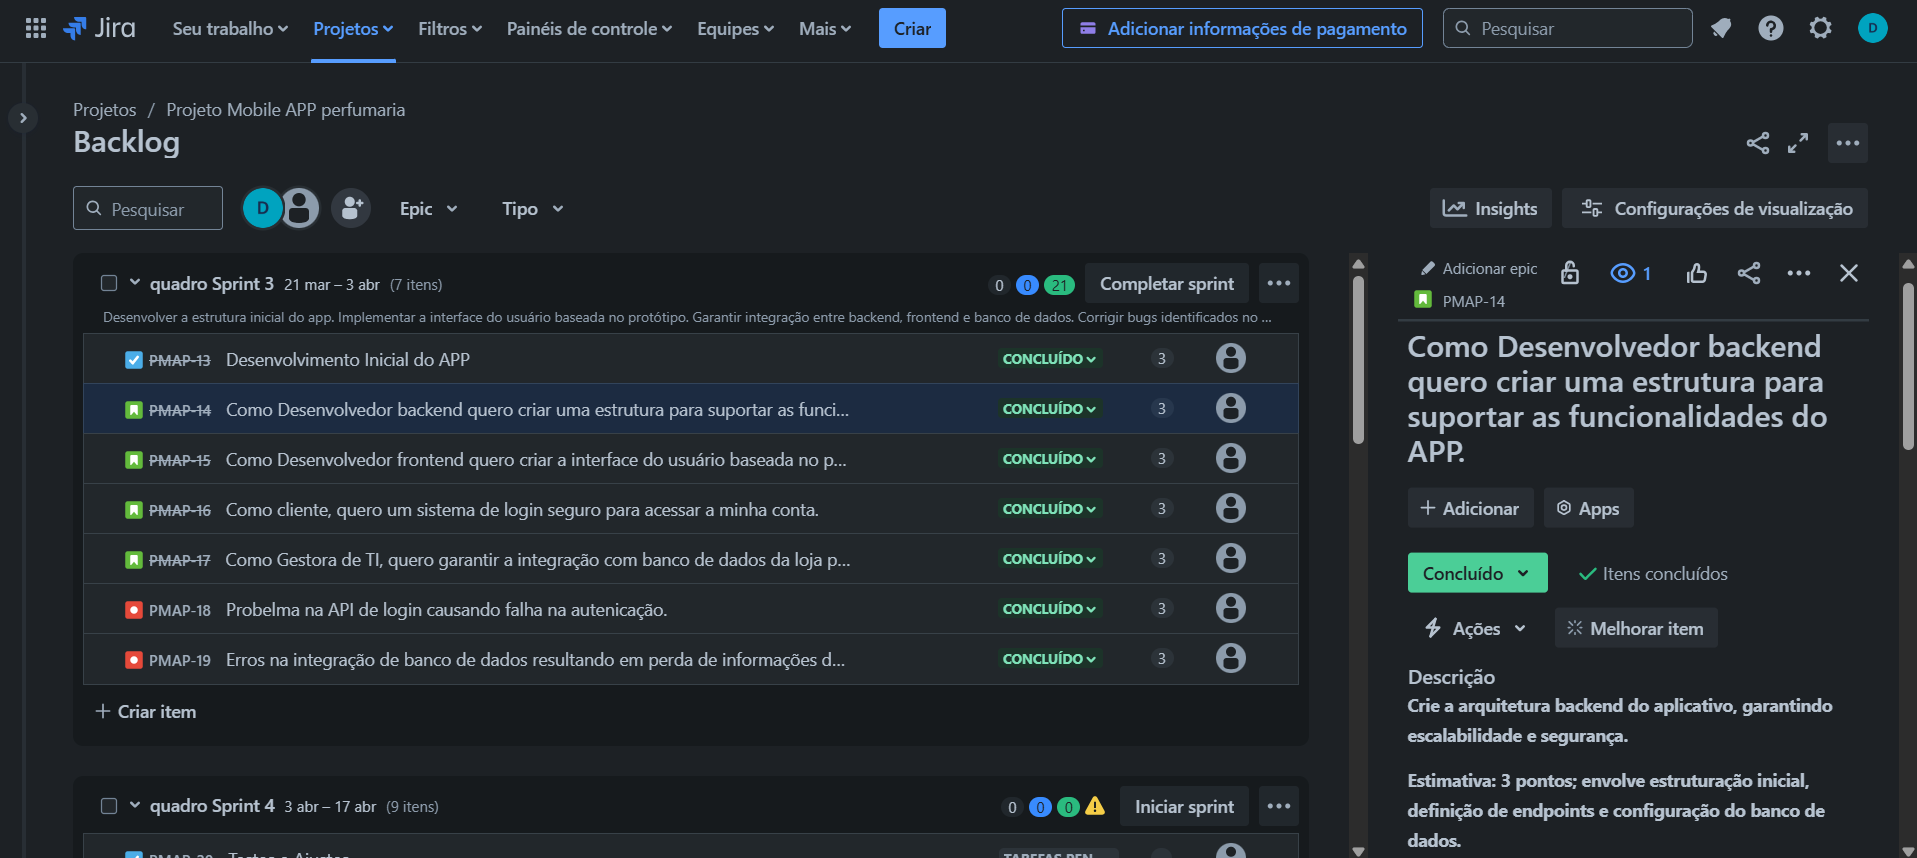 Jira Seu trabalho Projetos Filtros Painéis de controle Equipes Mais Criar Adicionar informações de pagamento Pesquisar D
Projetos / Projeto Mobile APP perfumaria
Backlog
Pesquisar D Epic Tipo Insights Configurações de visualização
quadro Sprint 3 21 mar – 3 abr (7 itens) 0 0 21 Completar sprint
Desenvolver a estrutura inicial do app. Implementar a interface do usuário baseada no protótipo. Garantir integração entre backend, frontend e banco de dados. Corrigir bugs identificados no ...
PMAP-13 Desenvolvimento Inicial do APP CONCLUÍDO 3
PMAP-14 Como Desenvolvedor backend quero criar uma estrutura para suportar as funci... CONCLUÍDO 3
PMAP-15 Como Desenvolvedor frontend quero criar a interface do usuário baseada no p... CONCLUÍDO 3
PMAP-16 Como cliente, quero um sistema de login seguro para acessar a minha conta. CONCLUÍDO 3
PMAP-17 Como Gestora de TI, quero garantir a integração com banco de dados da loja p... CONCLUÍDO 3
PMAP-18 Probelma na API de login causando falha na autenicação. CONCLUÍDO 3
PMAP-19 Erros na integração de banco de dados resultando em perda de informações d... CONCLUÍDO 3
+ Criar item
quadro Sprint 4 3 abr – 17 abr (9 itens) 0 0 0 Iniciar sprint
PMAP-20 Testes e Ajustes TAREFAS PEN...
Adicionar epic 1
PMAP-14
Como Desenvolvedor backend
quero criar uma estrutura para
suportar as funcionalidades do
APP.
+ Adicionar Apps
Concluído Itens concluídos
Ações Melhorar item
Descrição
Crie a arquitetura backend do aplicativo, garantindo
escalabilidade e segurança.
Estimativa: 3 pontos; envolve estruturação inicial,
definição de endpoints e configuração do banco de
dados.